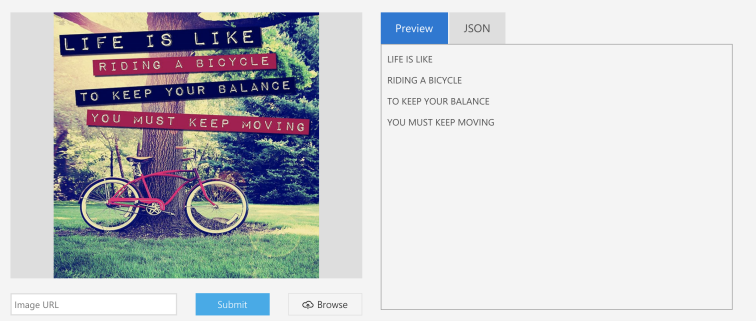 LIFE IS LIKE
RIDING A BICYCLE
TO KEEP YOUR BALANCE
YOU MUST KEEP MOVING
Image URL
Submit
Browse
Preview
JSON
LIFE IS LIKE
RIDING A BICYCLE
TO KEEP YOUR BALANCE
YOU MUST KEEP MOVING